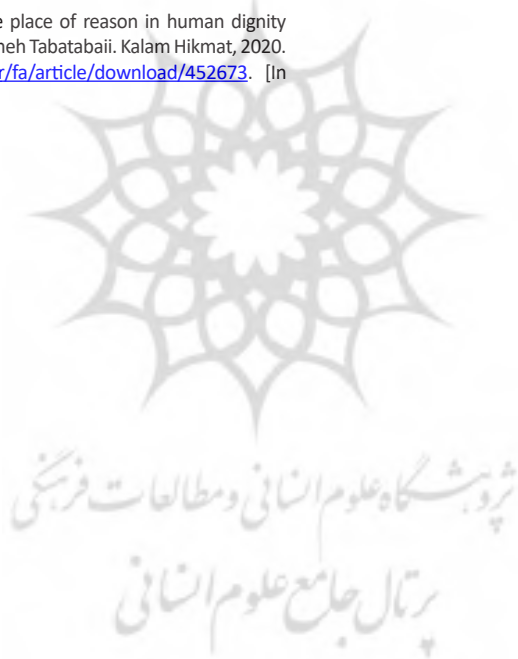 place of reason in human dignity
neh Tabatabaii. Kalam Hikmat, 2020.
r/fa/article/download/452673. [In
پژوهشگاه علوم انسانی و مطالعات فرهنگی
پرتال جامع علوم انسانی